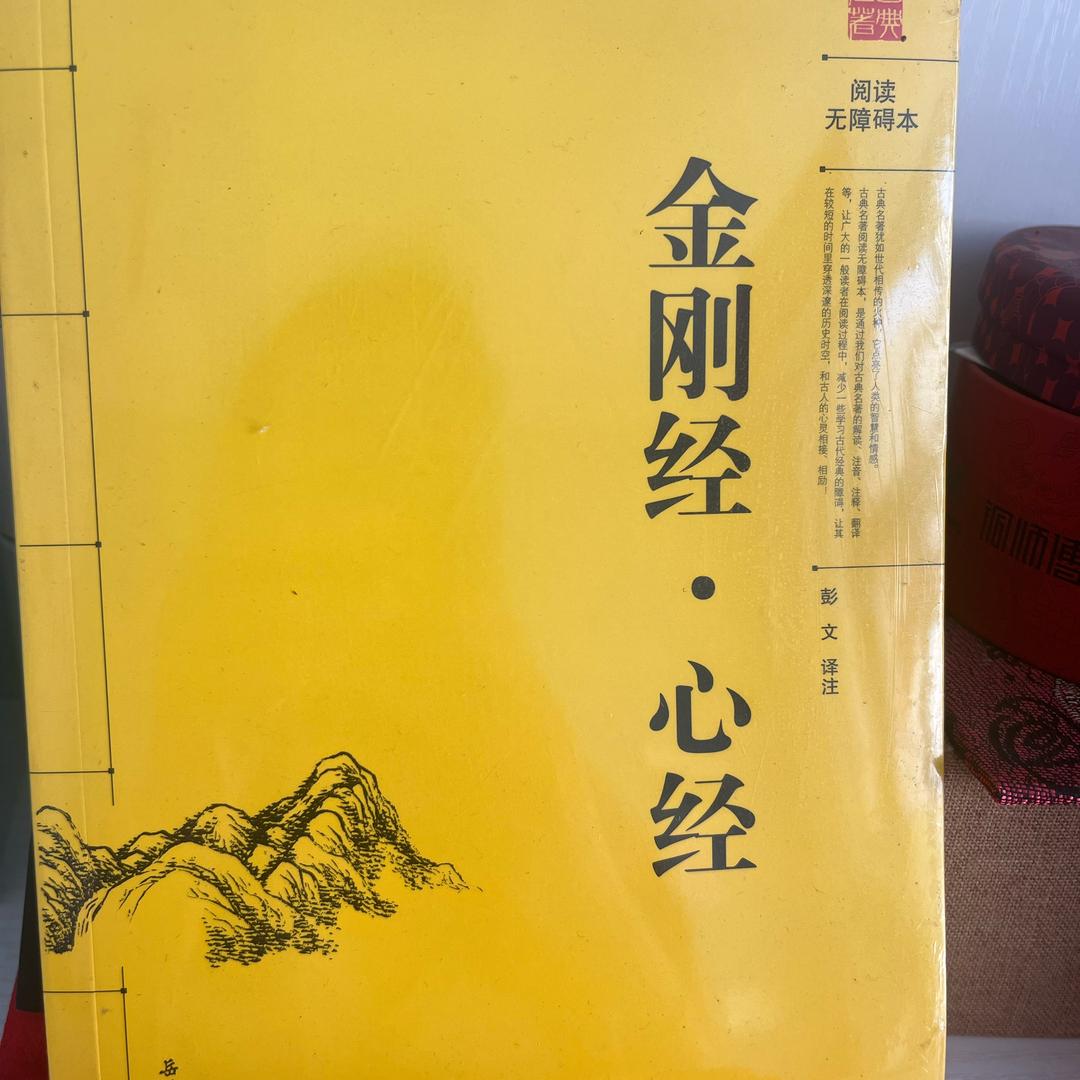 典
著
阅读
无障碍本
古典名著犹如世代相传的火种，它点亮了人类的智慧和情感。
古典名著阅读无障碍本，是通过我们对古典名著的解读、注音、注释、翻译
等，让广大的一般读者在阅读过程中，减少一些学习古代经典的障碍，让其
在较短的时间里穿透深邃的历史时空，和古人的心灵相接、相励！
金刚经·心经
彭文 译注
岳